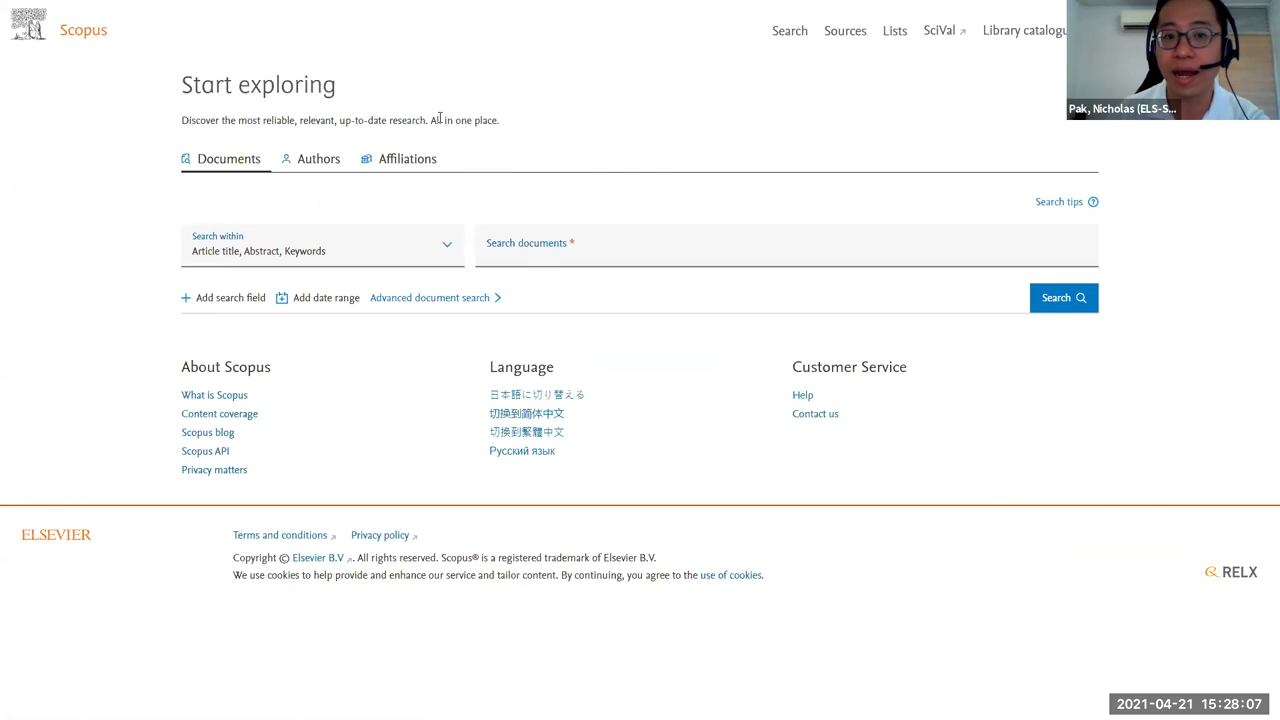 Scopus
Search Sources Lists SciVal Library catalogu
Pak, Nicholas (ELS-S...
Start exploring
Discover the most reliable, relevant, up-to-date research. All in one place.
Documents Authors Affiliations
Search tips
Search within
Article title, Abstract, Keywords
Search documents *
Add search field Add date range Advanced document search
Search
About Scopus
What is Scopus
Content coverage
Scopus blog
Scopus API
Privacy matters
Language
日本語に切り替える
切换到简体中文
切換到繁體中文
Русский язык
Customer Service
Help
Contact us
ELSEVIER
Terms and conditions Privacy policy
Copyright © Elsevier B.V. All rights reserved. Scopus® is a registered trademark of Elsevier B.V.
We use cookies to help provide and enhance our service and tailor content. By continuing, you agree to the use of cookies.
RELX
2021-04-21 15:28:07